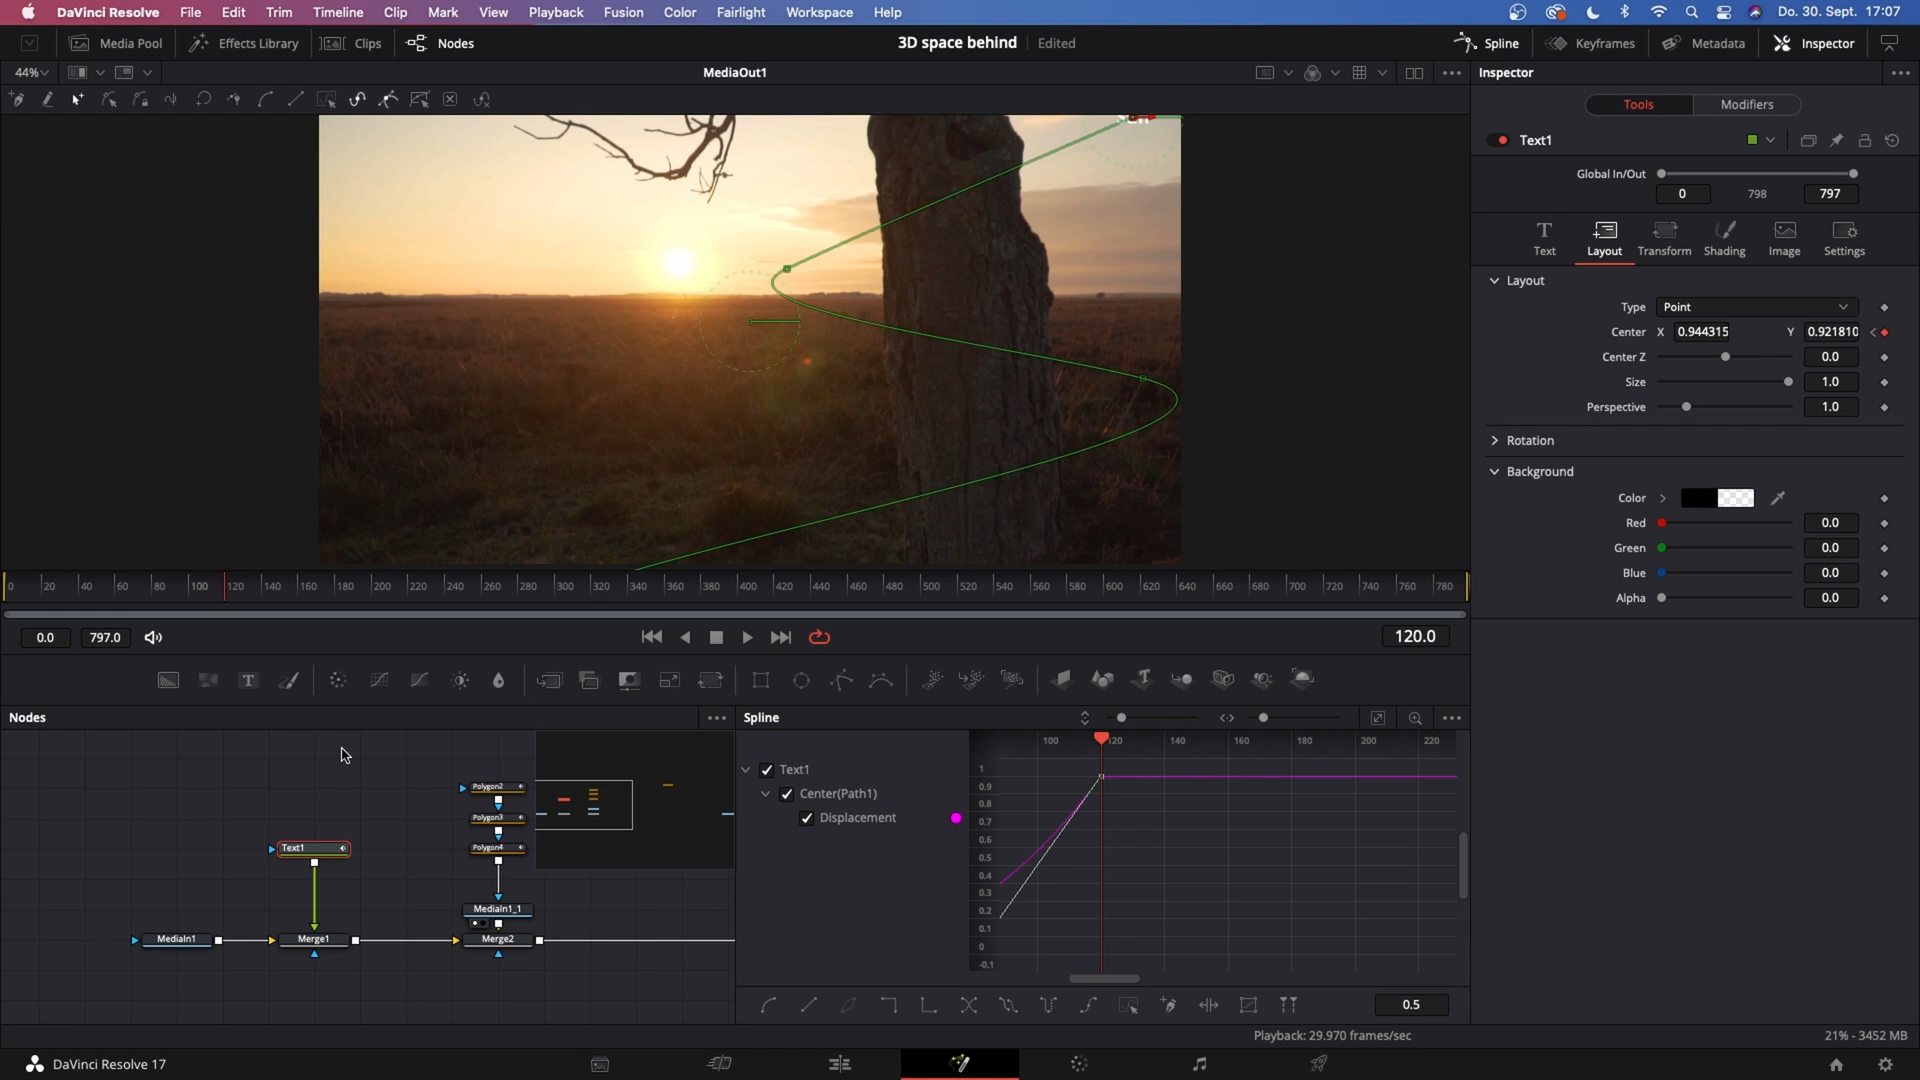 DaVinci Resolve File Edit Trim Timeline Clip Mark View Playback Fusion Color Fairlight Workspace Help Do. 30. Sept. 17:07
Media Pool Effects Library Clips Nodes 3D space behind Edited Spline Keyframes Metadata Inspector
44% MediaOut1 Inspector
Tools Modifiers
Text1
Global In/Out
0 798 797
Text Layout Transform Shading Image Settings
Layout
Type Point
Center X 0.944315 Y 0.921810
Center Z 0.0
Size 1.0
Perspective 1.0
Rotation
Background
Color
Red 0.0
Green 0.0
Blue 0.0
Alpha 0.0
0 20 40 60 80 100 120 140 160 180 200 220 240 260 280 300 320 340 360 380 400 420 440 460 480 500 520 540 560 580 600 620 640 660 680 700 720 740 760 780
0.0 797.0 120.0
Nodes Spline
100 120 140 160 180 200 220
Text1
Center(Path1)
Displacement
1
0.9
0.8
0.7
0.6
0.5
0.4
0.3
0.2
0.1
0
-0.1
Polygon2
Polygon3
Polygon4
Text1
MediaIn1_1
MediaIn1 Merge1 Merge2
0.5
Playback: 29.970 frames/sec 21% - 3452 MB
DaVinci Resolve 17